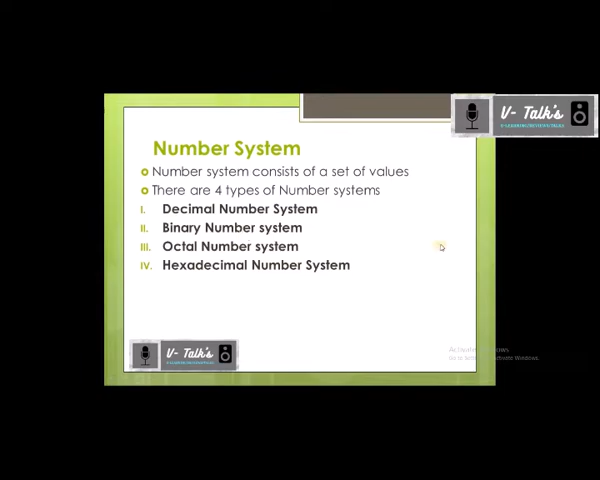 V- Talk's
Number System
Number system consists of a set of values
There are 4 types of Number systems
I. Decimal Number System
II. Binary Number system
III. Octal Number system
IV. Hexadecimal Number System
V- Talk's